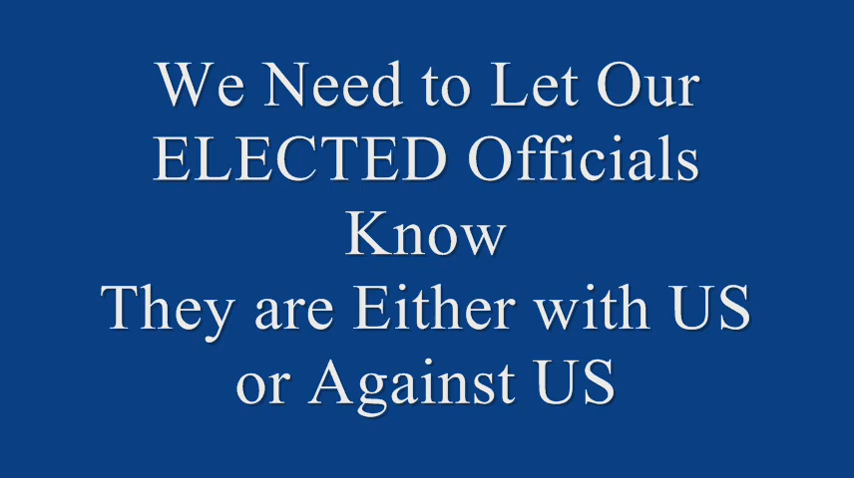 We Need to Let Our
ELECTED Officials
Know
They are Either with US
or Against US